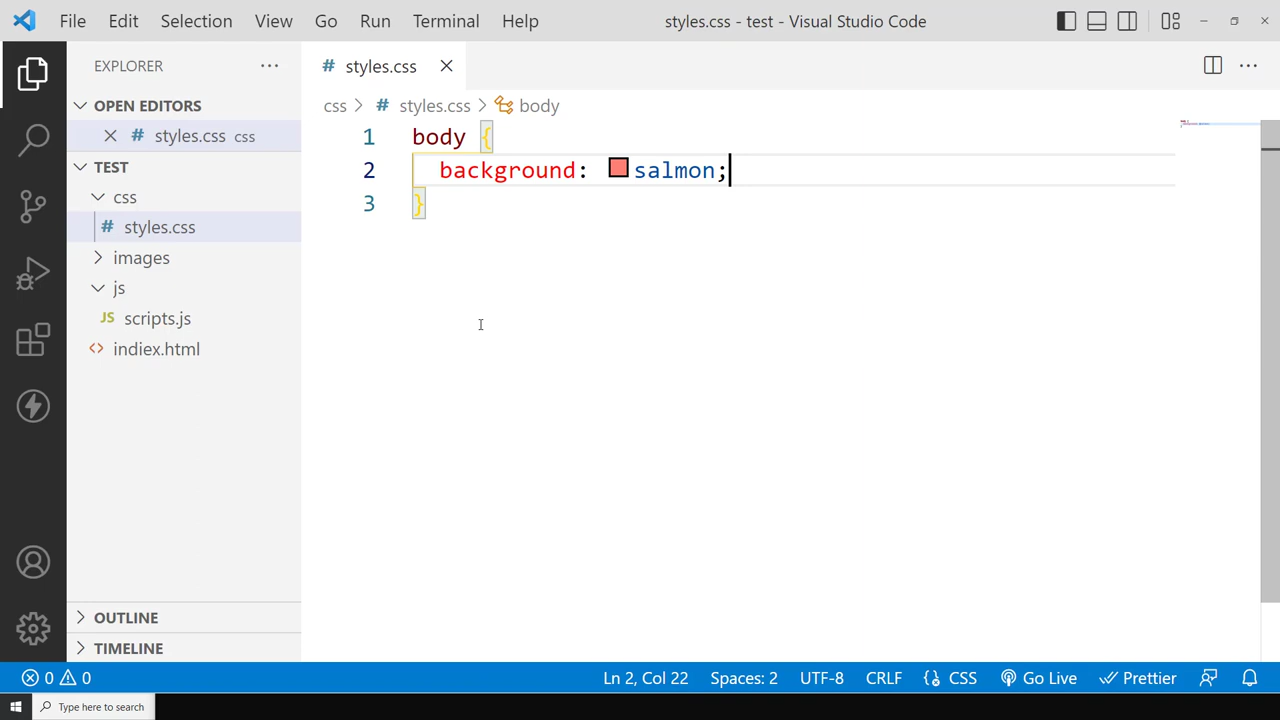 File Edit Selection View Go Run Terminal Help styles.css - test - Visual Studio Code
EXPLORER ···
# styles.css
OPEN EDITORS
# styles.css css
TEST
css
# styles.css
images
js
JS scripts.js
<> indiex.html
OUTLINE
TIMELINE
css > # styles.css > body
1 body {
2 background: salmon;
3 }
0 0 Ln 2, Col 22 Spaces: 2 UTF-8 CRLF {} CSS Go Live Prettier
Type here to search